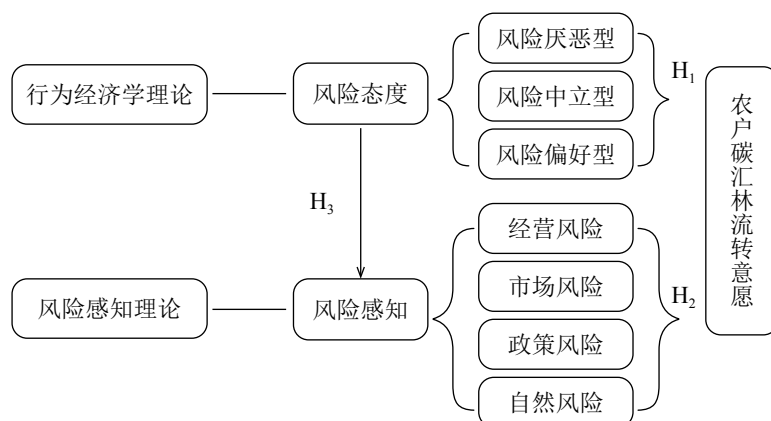 风险厌恶型
H₁
行为经济学理论
风险态度
风险中立型
风险偏好型
农户碳汇林流转意愿
H₃
经营风险
市场风险
H₂
风险感知理论
风险感知
政策风险
自然风险